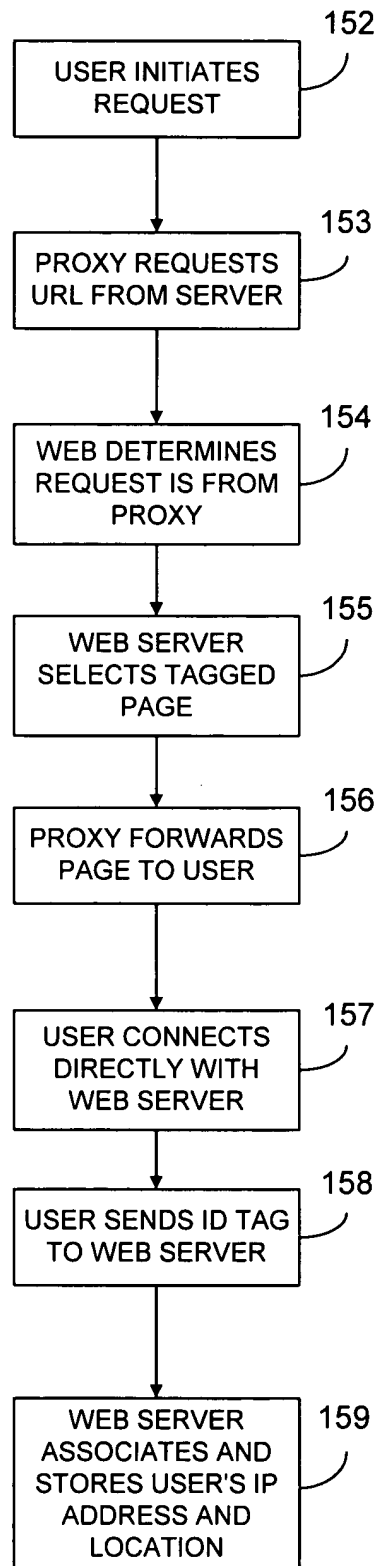 152
USER INITIATES
REQUEST
153
PROXY REQUESTS
URL FROM SERVER
154
WEB DETERMINES
REQUEST IS FROM
PROXY
155
WEB SERVER
SELECTS TAGGED
PAGE
156
PROXY FORWARDS
PAGE TO USER
157
USER CONNECTS
DIRECTLY WITH
WEB SERVER
158
USER SENDS ID TAG
TO WEB SERVER
159
WEB SERVER
ASSOCIATES AND
STORES USER'S IP
ADDRESS AND
LOCATION